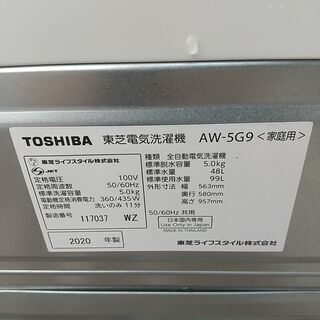 TOSHIBA 東芝電気洗濯機 AW-5G9 <家庭用>
東芝ライフスタイル株式会社
JET
定格電圧 100V
定格周波数 50/60Hz
標準洗濯容量 5.0kg
電動機定格消費電力 360/435W
定格時間 洗いのみ11分
製造番号 117037 WZ
2020 年製
種類 全自動電気洗濯機
標準脱水容量 5.0kg
標準水量 48L
標準使用水量 99L
外形寸法 幅 563mm
奥行 580mm
高さ 957mm
50/60Hz 共用
日本国内専用
Use Only in Japan
MADE IN THAILAND
東芝ライフスタイル株式会社